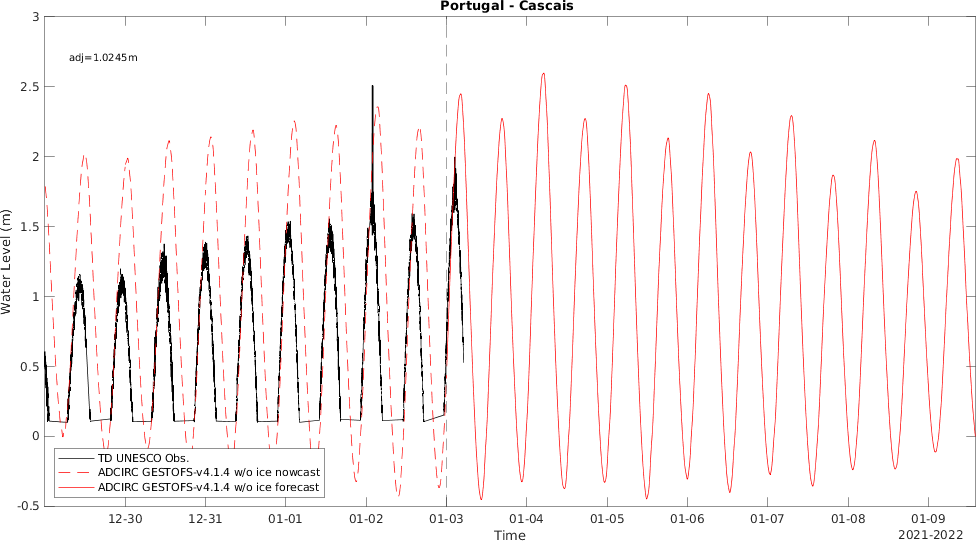 Portugal - Cascais
adj=1.0245m
3
2.5
2
1.5
1
0.5
0
-0.5
Water Level (m)
TD UNESCO Obs.
ADCIRC GESTOFS-v4.1.4 w/o ice nowcast
ADCIRC GESTOFS-v4.1.4 w/o ice forecast
12-30 12-31 01-01 01-02 01-03 01-04 01-05 01-06 01-07 01-08 01-09
Time
2021-2022